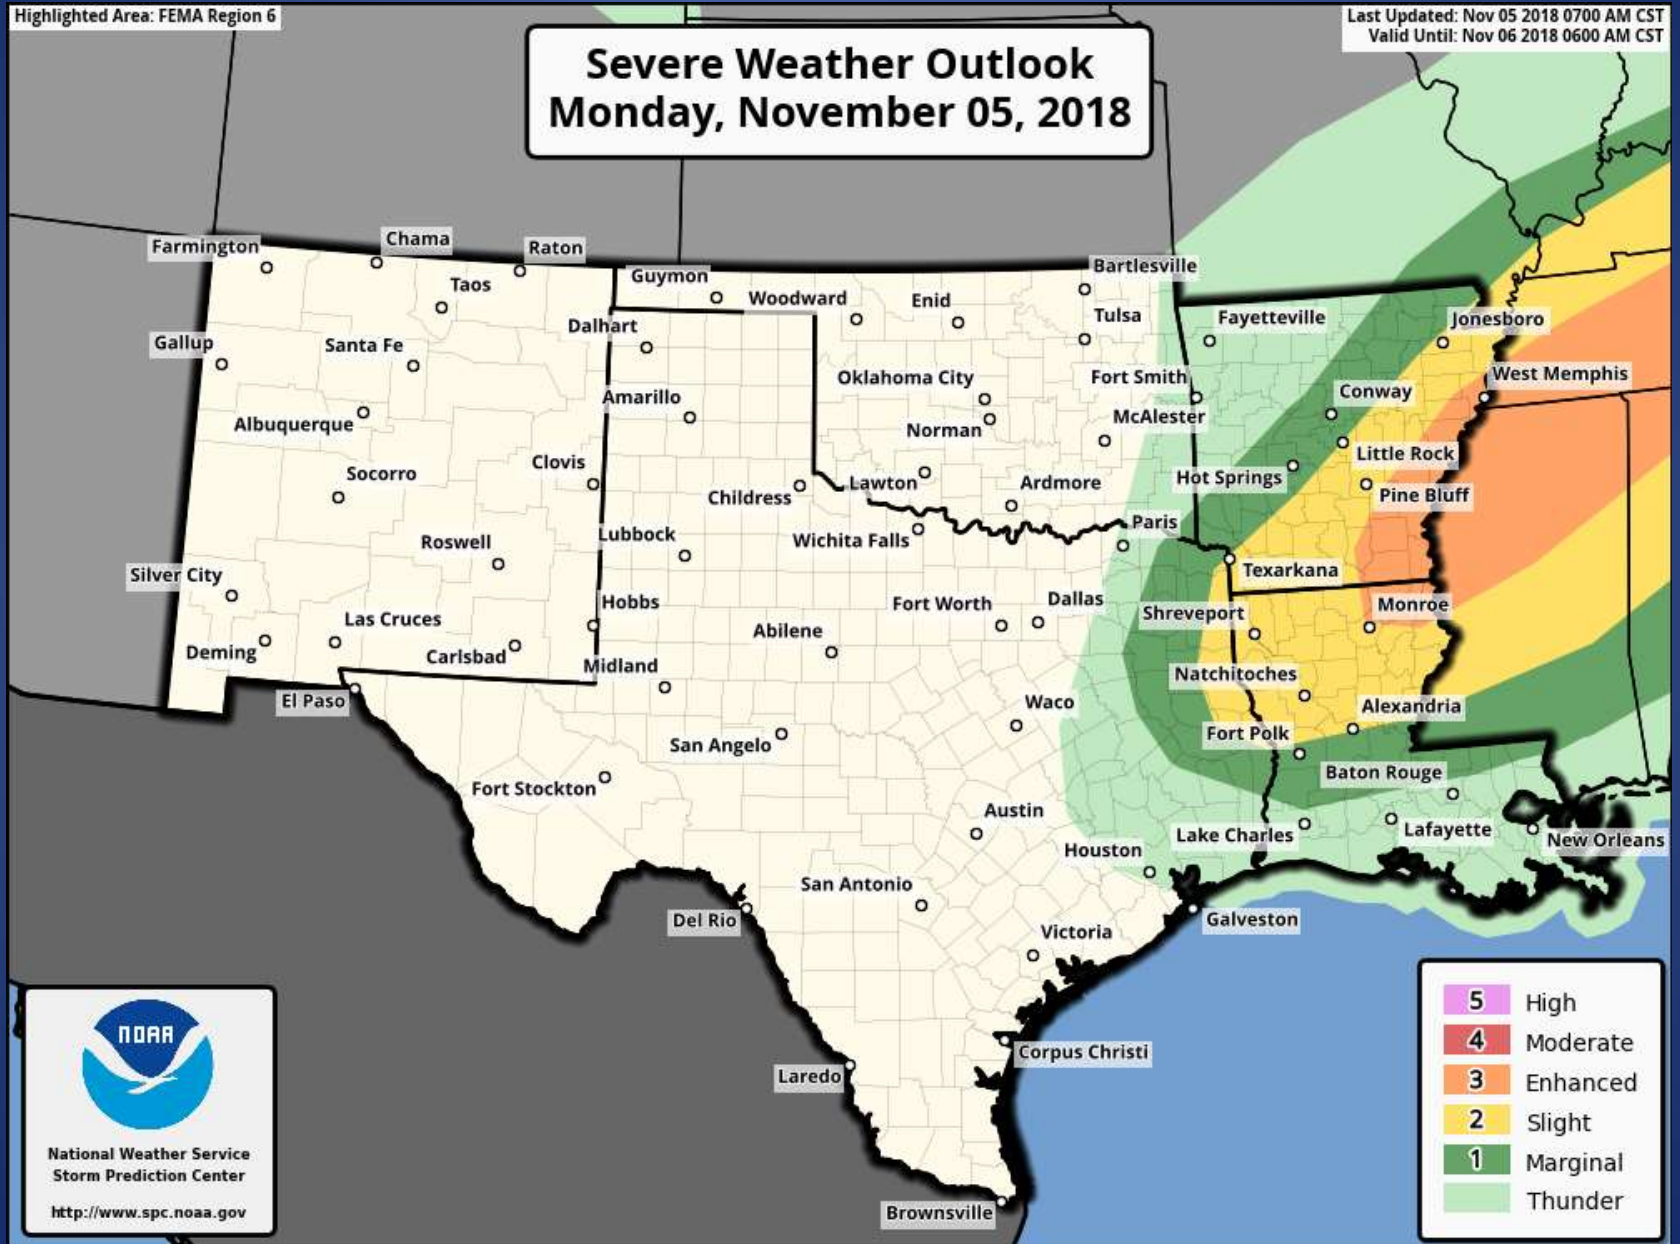 Highlighted Area: FEMA Region 6
Last Updated: Nov 05 2018 0700 AM CST
Valid Until: Nov 06 2018 0600 AM CST
Severe Weather Outlook
Monday, November 05, 2018
Farmington
Chama
Raton
Taos
Guymon
Woodward
Enid
Bartlesville
Tulsa
Fayetteville
Jonesboro
Gallup
Santa Fe
Dalhart
Albuquerque
Amarillo
Oklahoma City
Fort Smith
Conway
West Memphis
Norman
McAlester
Little Rock
Socorro
Clovis
Childress
Lawton
Ardmore
Hot Springs
Pine Bluff
Roswell
Lubbock
Wichita Falls
Paris
Texarkana
Silver City
Las Cruces
Hobbs
Fort Worth
Dallas
Shreveport
Monroe
Deming
Carlsbad
Midland
Abilene
Natchitoches
El Paso
San Angelo
Waco
Fort Polk
Alexandria
Fort Stockton
Austin
Baton Rouge
Houston
Lake Charles
Lafayette
New Orleans
San Antonio
Del Rio
Victoria
Galveston
Corpus Christi
Laredo
Brownsville
NOAA
National Weather Service
Storm Prediction Center
http://www.spc.noaa.gov
5 High
4 Moderate
3 Enhanced
2 Slight
1 Marginal
Thunder